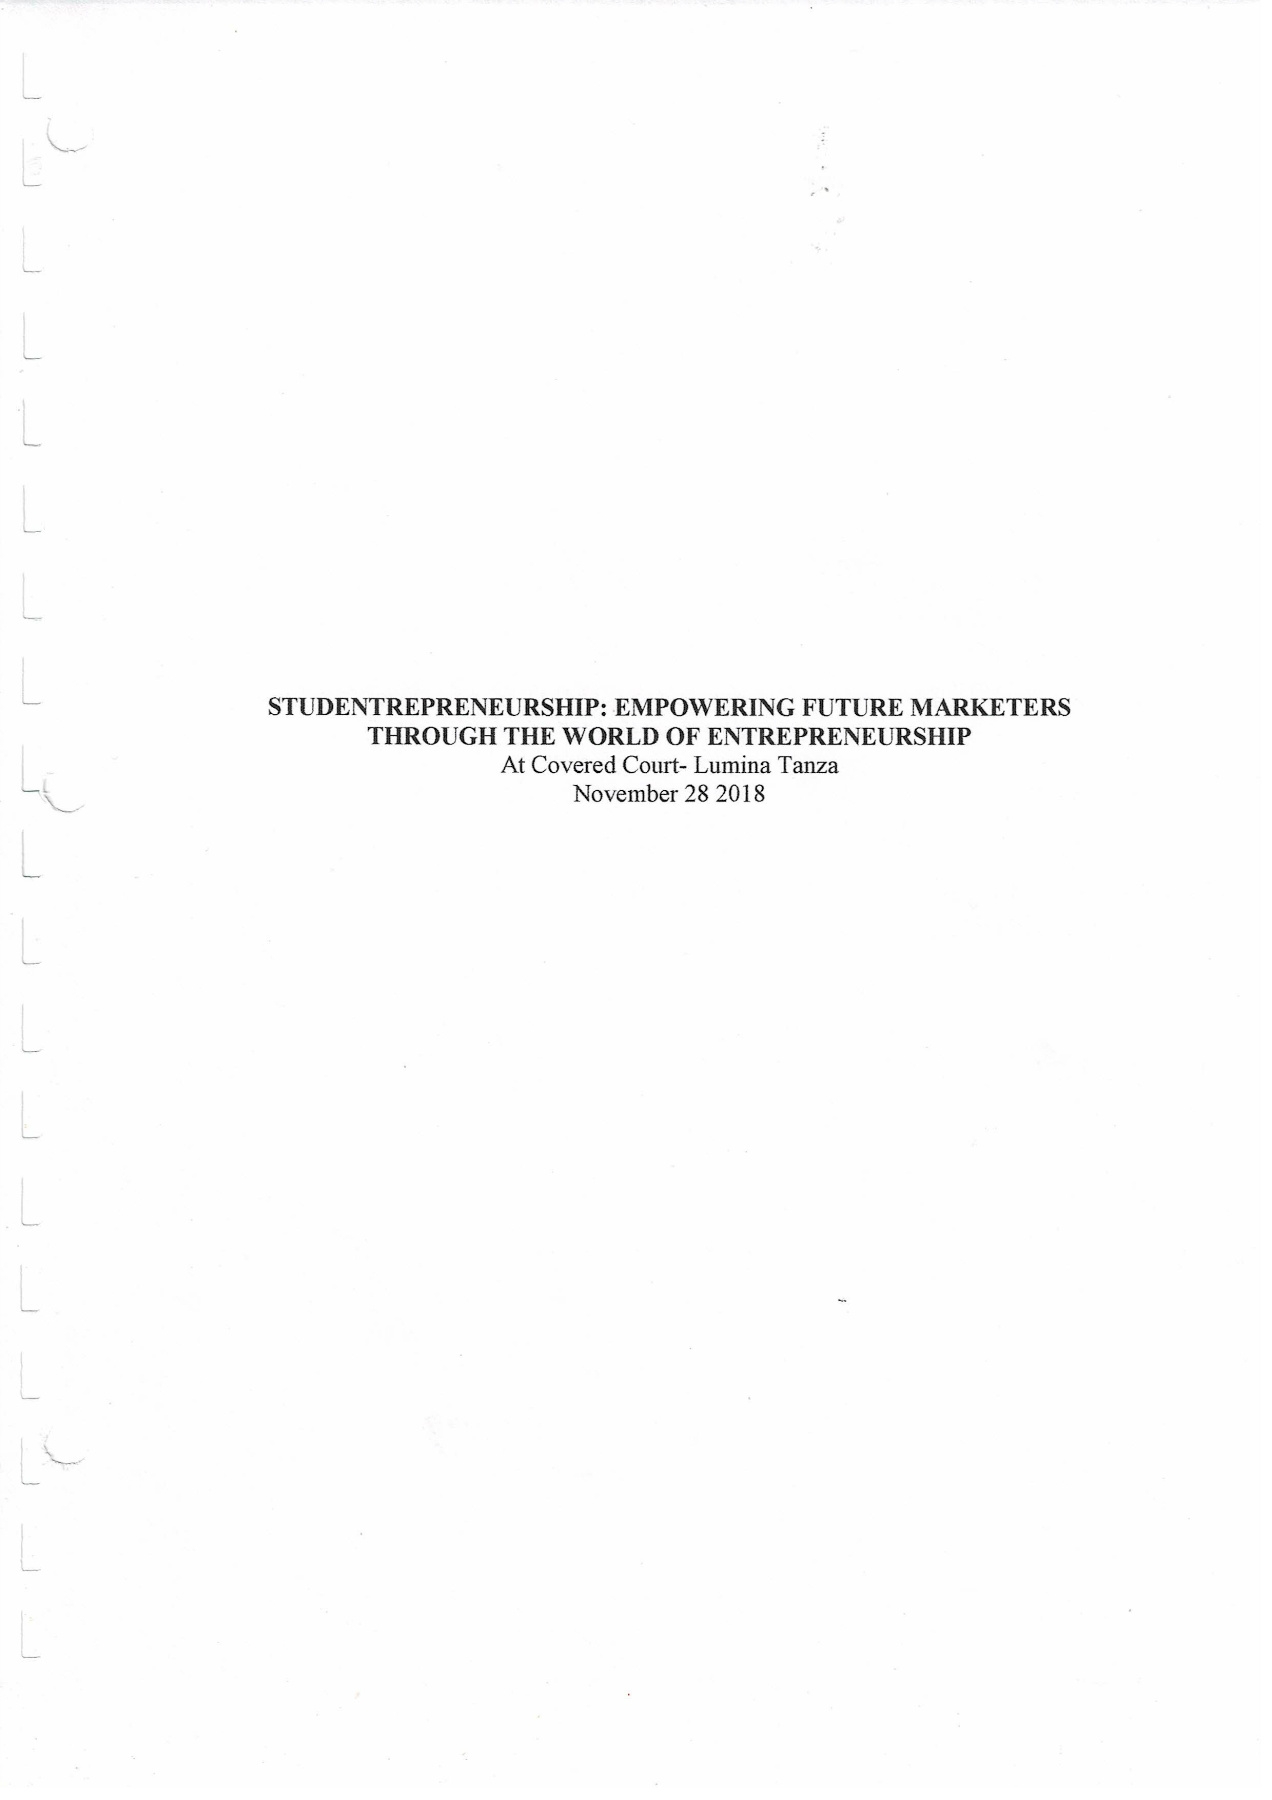 STUDENTREPRENEURSHIP: EMPOWERING FUTURE MARKETERS
THROUGH THE WORLD OF ENTREPRENEURSHIP
At Covered Court- Lumina Tanza
November 28 2018